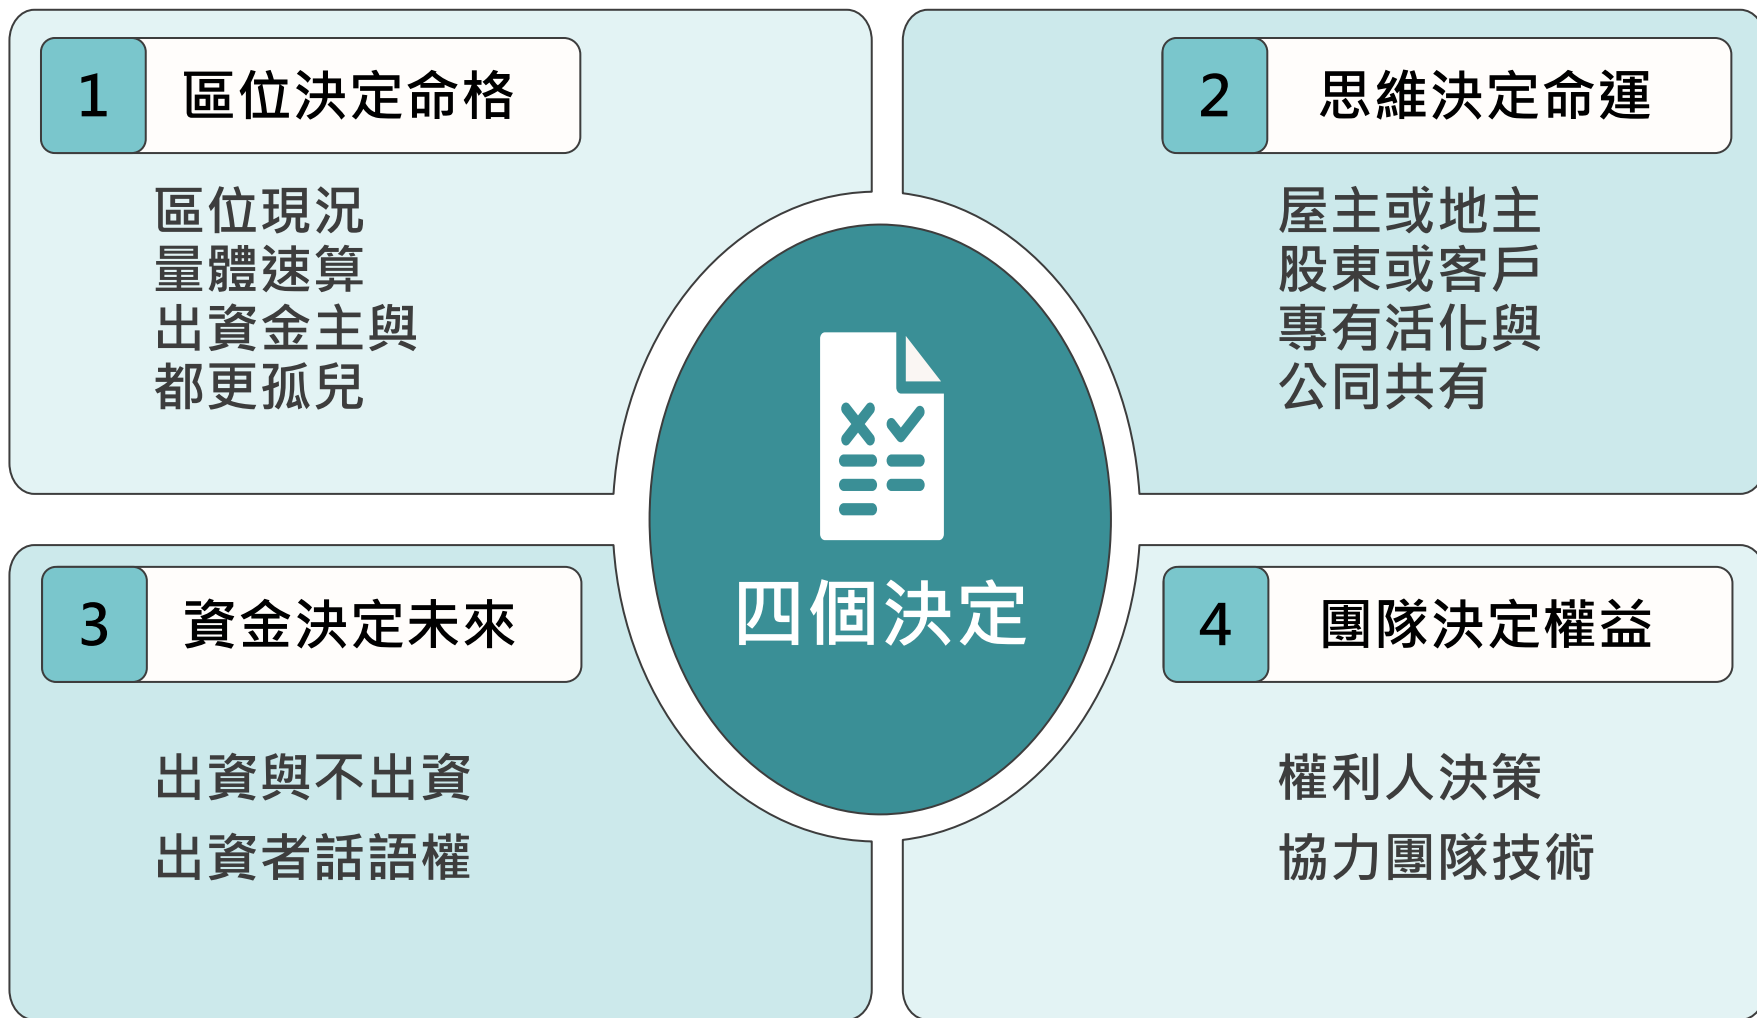 1
區位決定命格
區位現況
量體速算
出資金主與
都更孤兒
2
思維決定命運
屋主或地主
股東或客戶
專有活化與
公同共有
四個決定
3
資金決定未來
出資與不出資
出資者話語權
4
團隊決定權益
權利人決策
協力團隊技術